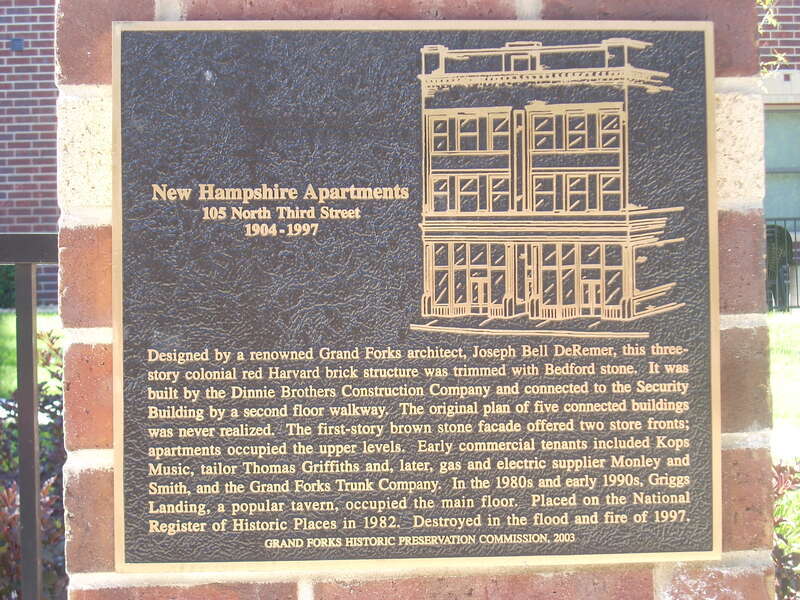 New Hampshire Apartments
105 North Third Street
1904-1997
Designed by a renowned Grand Forks architect, Joseph Bell DeRemer, this three-
story colonial red Harvard brick structure was trimmed with Bedford stone. It was
built by the Dinnie Brothers Construction Company and connected to the Security
Building by a second floor walkway. The original plan of five connected buildings
was never realized. The first-story brown stone facade offered two store fronts;
apartments occupied the upper levels. Early commercial tenants included Kops
Music, tailor Thomas Griffiths and, later, gas and electric supplier Monley and
Smith, and the Grand Forks Trunk Company. In the 1980s and early 1990s, Griggs
Landing, a popular tavern, occupied the main floor. Placed on the National
Register of Historic Places in 1982. Destroyed in the flood and fire of 1997.
GRAND FORKS HISTORIC PRESERVATION COMMISSION, 2003